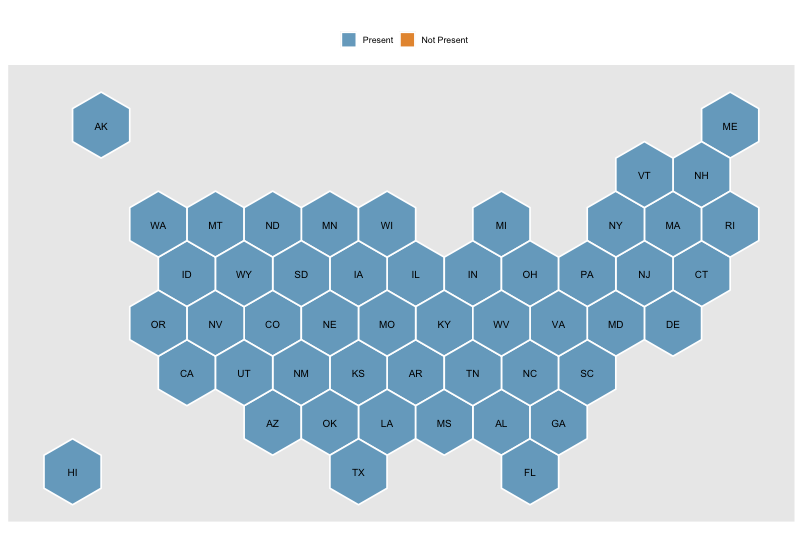 Present Not Present
AK
ME
VT NH
WA MT ND MN WI MI NY MA RI
ID WY SD IA IL IN OH PA NJ CT
OR NV CO NE MO KY WV VA MD DE
CA UT NM KS AR TN NC SC
AZ OK LA MS AL GA
HI TX FL